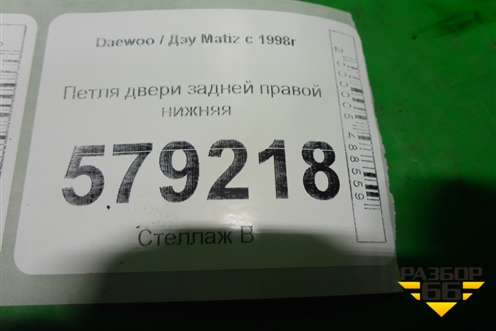 Daewoo / Дэу Matiz с 1998г
Петля двери задней правой
нижняя
579218
Стеллаж В
РАЗБОР
66